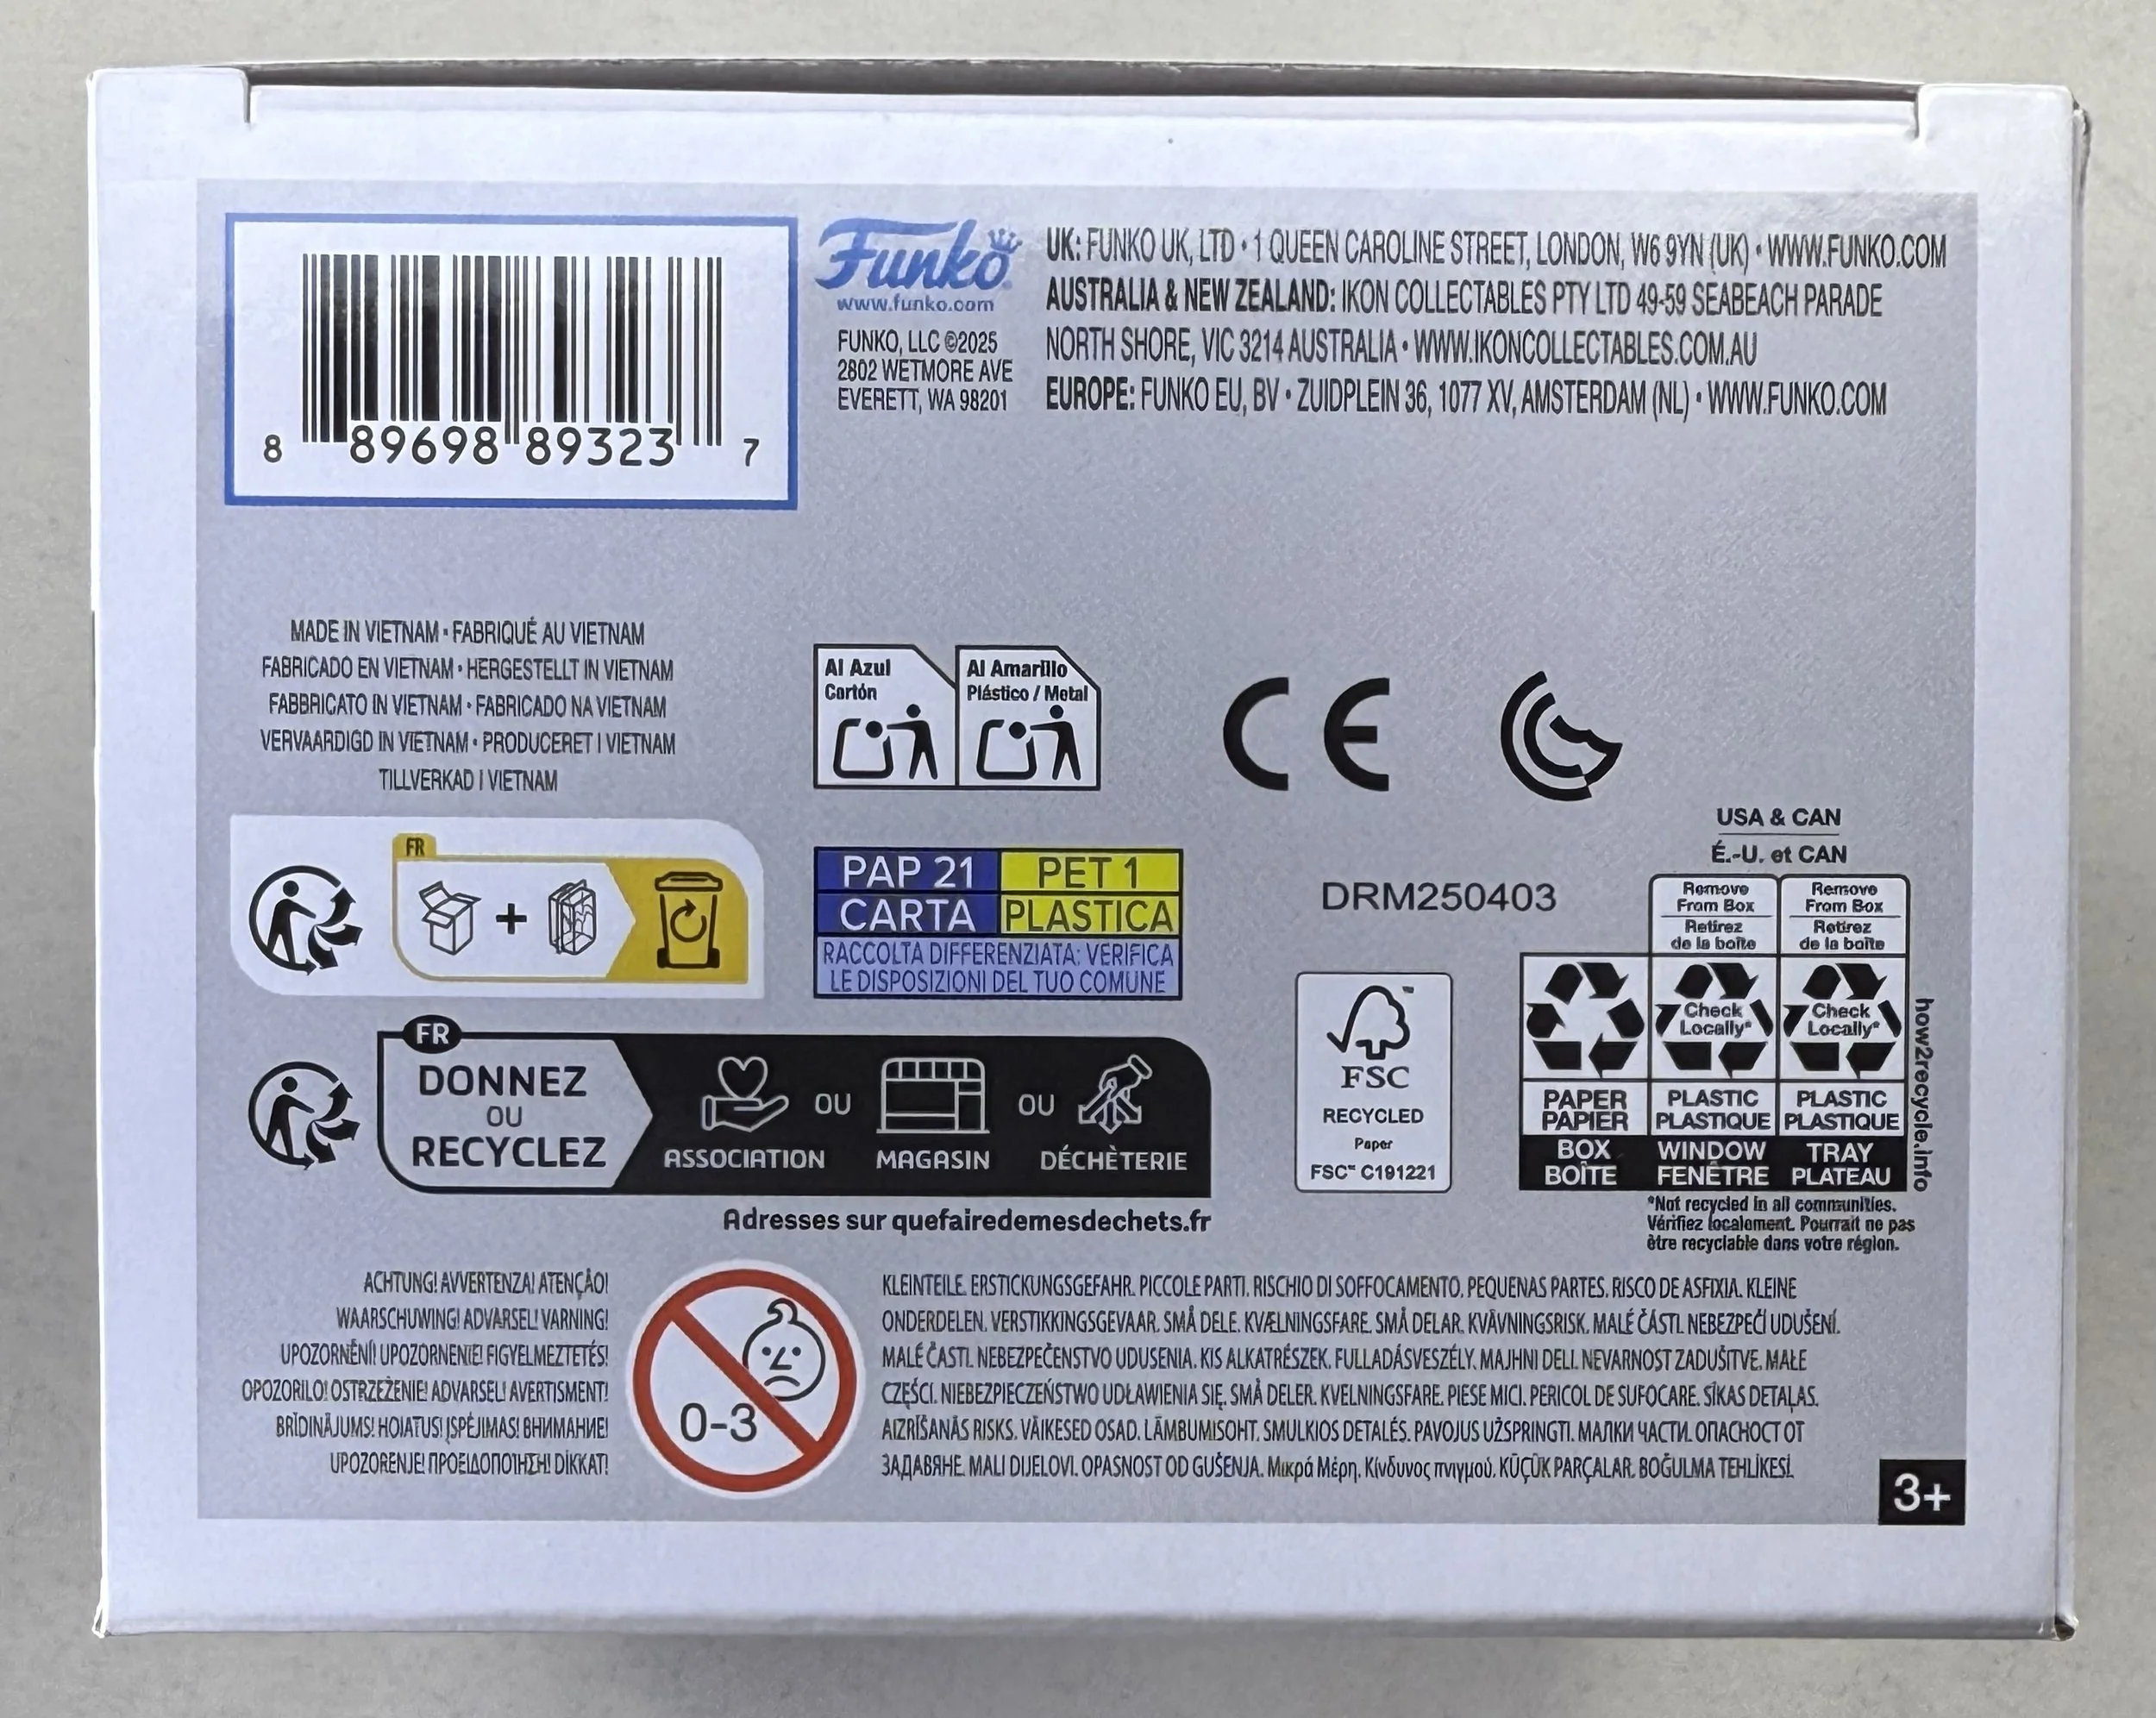 8 89698 89323 7
Funko
www.funko.com
FUNKO, LLC ©2025
2802 WETMORE AVE
EVERETT, WA 98201
UK: FUNKO UK, LTD • 1 QUEEN CAROLINE STREET, LONDON, W6 9YN (UK) • WWW.FUNKO.COM
AUSTRALIA & NEW ZEALAND: IKON COLLECTABLES PTY LTD 49-59 SEABEACH PARADE
NORTH SHORE, VIC 3214 AUSTRALIA • WWW.IKONCOLLECTABLES.COM.AU
EUROPE: FUNKO EU, BV • ZUIDPLEIN 36, 1077 XV, AMSTERDAM (NL) • WWW.FUNKO.COM
MADE IN VIETNAM • FABRIQUÉ AU VIETNAM
FABRICADO EN VIETNAM • HERGESTELLT IN VIETNAM
FABBRICATO IN VIETNAM • FABRICADO NA VIETNAM
VERVAARDIGD IN VIETNAM • PRODUCERET I VIETNAM
TILLVERKAD I VIETNAM
Al Azul
Cartón
Al Amarillo
Plástico / Metal
CE
FR
PAP 21
PET 1
CARTA
PLASTICA
RACCOLTA DIFFERENZIATA: VERIFICA
LE DISPOSIZIONI DEL TUO COMUNE
DRM250403
FSC
RECYCLED
Paper
FSC™ C191221
USA & CAN
É.-U. et CAN
Remove
From Box
Retirez
de la boîte
Remove
From Box
Retirez
de la boîte
Check
Locally*
Check
Locally*
PAPER
PAPIER
PLASTIC
PLASTIQUE
PLASTIC
PLASTIQUE
BOX
BOÎTE
WINDOW
FENÊTRE
TRAY
PLATEAU
how2recycle.info
*Not recycled in all communities.
Vérifiez localement. Pourrait ne pas
être recyclable dans votre région.
FR
DONNEZ
OU
RECYCLEZ
ASSOCIATION
OU
MAGASIN
OU
DÉCHÈTERIE
Adresses sur quefairedemesdechets.fr
ACHTUNG! AVVERTENZA! ATENÇÃO!
WAARSCHUWING! ADVARSEL! VARNING!
UPOZORNĚNÍ! UPOZORNENIE! FIGYELMEZTETÉS!
OPOZORILO! OSTRZEŻENIE! ADVARSEL! AVERTISMENT!
BRĪDINĀJUMS! HOIATUS! ĮSPĖJIMAS! ВНИМАНИЕ!
UPOZORENJE! ΠΡΟΕΙΔΟΠΟΙΗΣΗ! DİKKAT!
0-3
KLEINTEILE. ERSTICKUNGSGEFAHR. PICCOLE PARTI. RISCHIO DI SOFFOCAMENTO. PEQUENAS PARTES. RISCO DE ASFIXIA. KLEINE
ONDERDELEN. VERSTIKKINGSGEVAAR. SMÅ DELE. KVÆLNINGSFARE. SMÅ DELAR. KVÄVNINGSRISK. MALÉ ČÁSTI. NEBEZPEČÍ UDUŠENÍ.
MALÉ ČASTI. NEBEZPEČENSTVO UDUSENIA. KIS ALKATRÉSZEK. FULLADÁSVESZÉLY. MAJHNI DELI. NEVARNOST ZADUŠITVE. MAŁE
CZĘŚCI. NIEBEZPIECZEŃSTWO UDŁAWIENIA SIĘ. SMÅ DELER. KVELNINGSFARE. PIESE MICI. PERICOL DE SUFOCARE. SĪKAS DETAĻAS.
AIZRĪŠANĀS RISKS. VÄIKESED OSAD. LÄMBUMISOHT. SMULKIOS DETALĖS. PAVOJUS UŽSPRINGTI. МАЛКИ ЧАСТИ. ОПАСНОСТ ОТ
ЗАДАВЯНЕ. MALI DIJELOVI. OPASNOST OD GUŠENJA. Μικρά Μέρη. Κίνδυνος πνιγμού. KÜÇÜK PARÇALAR. BOĞULMA TEHLİKESİ.
3+